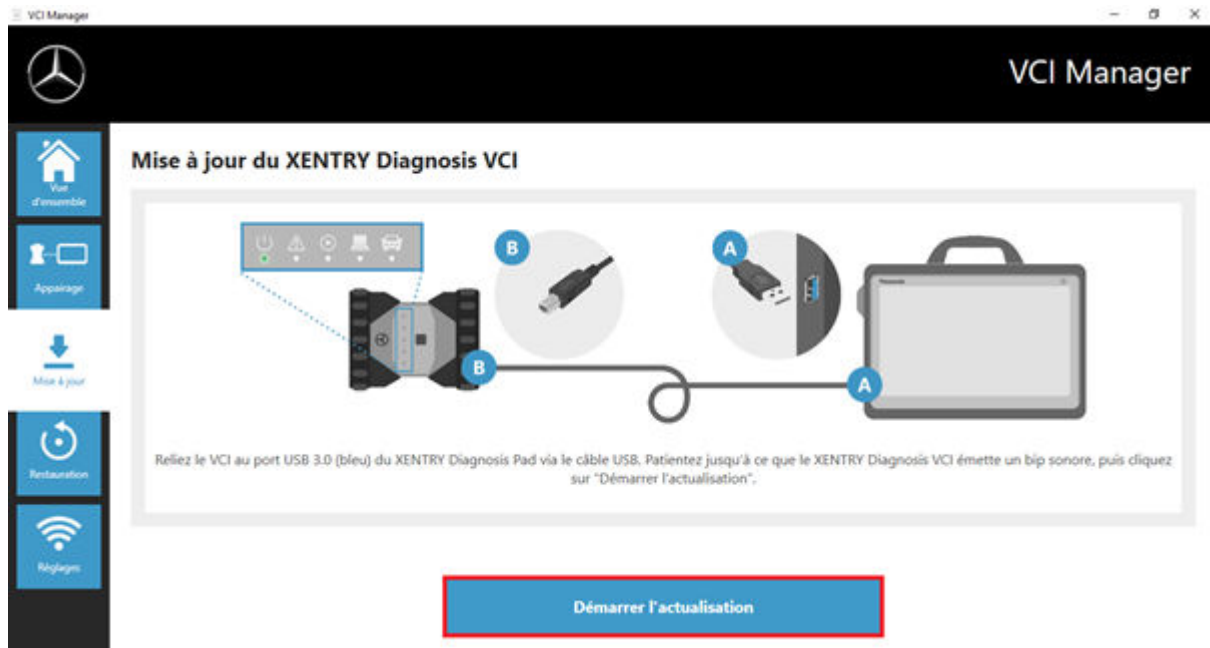 VCI Manager
VCI Manager
Vue
d'ensemble
Appairage
Mise à jour
Restauration
Réglages
Mise à jour du XENTRY Diagnosis VCI
B
A
Panasonic
B
A
Reliez le VCI au port USB 3.0 (bleu) du XENTRY Diagnosis Pad via le câble USB. Patientez jusqu'à ce que le XENTRY Diagnosis VCI émette un bip sonore, puis cliquez
sur "Démarrer l'actualisation".
Démarrer l'actualisation